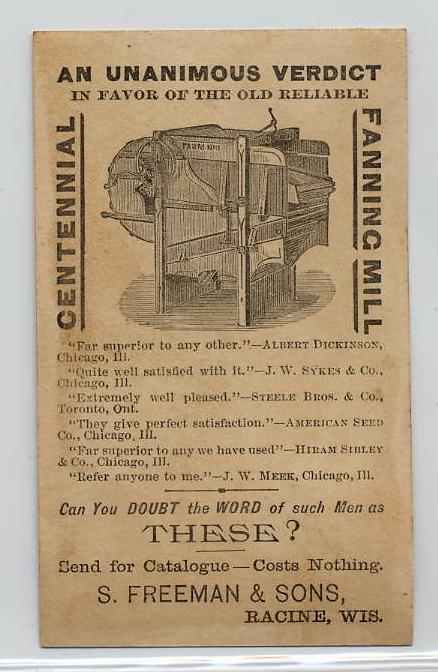 AN UNANIMOUS VERDICT
IN FAVOR OF THE OLD RELIABLE
CENTENNIAL
FANNING MILL
FARM
"Far superior to any other."—ALBERT DICKINSON,
Chicago, Ill.
"Quite well satisfied with it."—J. W. SYKES & Co.,
Chicago, Ill.
"Extremely well pleased."—STEELE BROS. & Co.,
Toronto, Ont.
"They give perfect satisfaction."—AMERICAN SEED
Co., Chicago, Ill.
"Far superior to any we have used"—HIRAM SIBLEY
& Co., Chicago, Ill.
"Refer anyone to me."—J. W. MEEK, Chicago, Ill.
Can You DOUBT the WORD of such Men as
THESE?
Send for Catalogue—Costs Nothing.
S. FREEMAN & SONS,
RACINE, WIS.